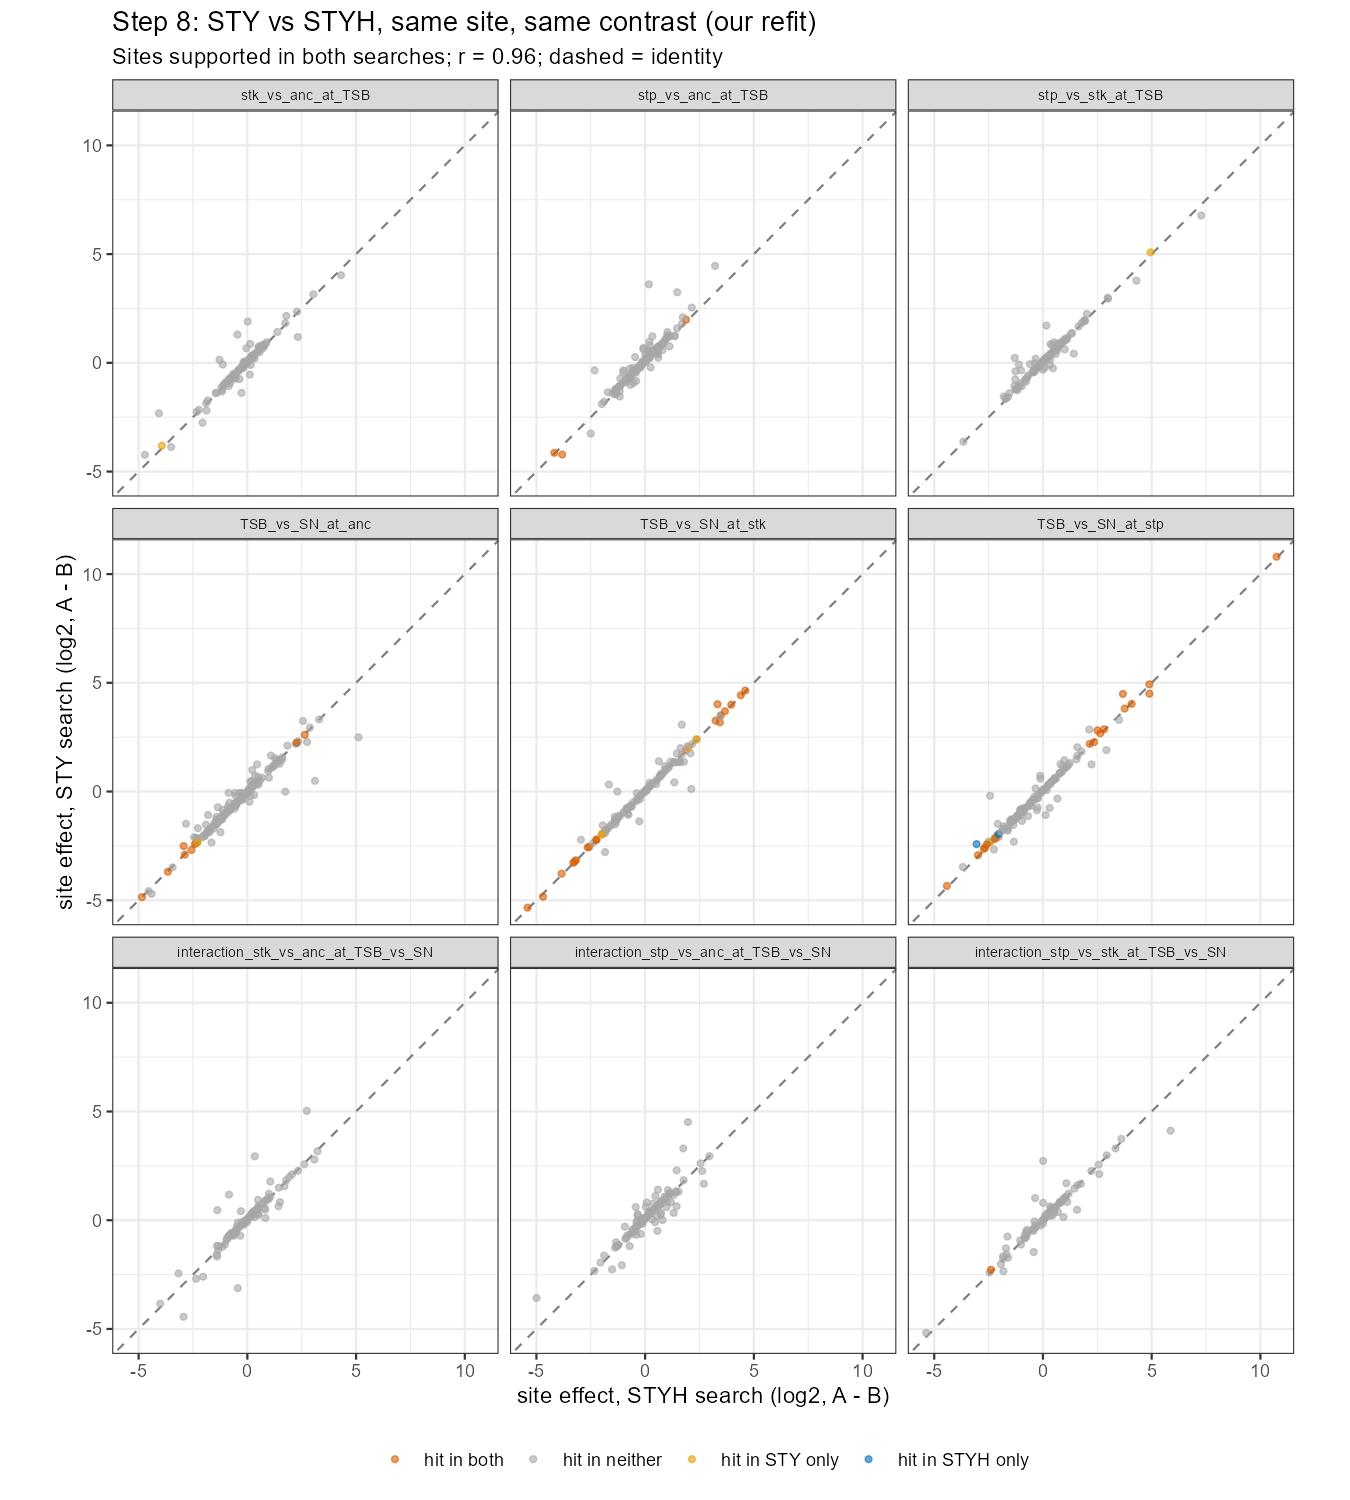 Step 8: STY vs STYH, same site, same contrast (our refit)
Sites supported in both searches; r = 0.96; dashed = identity
stk_vs_anc_at_TSB
stp_vs_anc_at_TSB
stp_vs_stk_at_TSB
10
5
0
-5
TSB_vs_SN_at_anc
TSB_vs_SN_at_stk
TSB_vs_SN_at_stp
10
5
0
-5
site effect, STY search (log2, A - B)
interaction_stk_vs_anc_at_TSB_vs_SN
interaction_stp_vs_anc_at_TSB_vs_SN
interaction_stp_vs_stk_at_TSB_vs_SN
10
5
0
-5
-5 0 5 10
-5 0 5 10
-5 0 5 10
site effect, STYH search (log2, A - B)
hit in both
hit in neither
hit in STY only
hit in STYH only